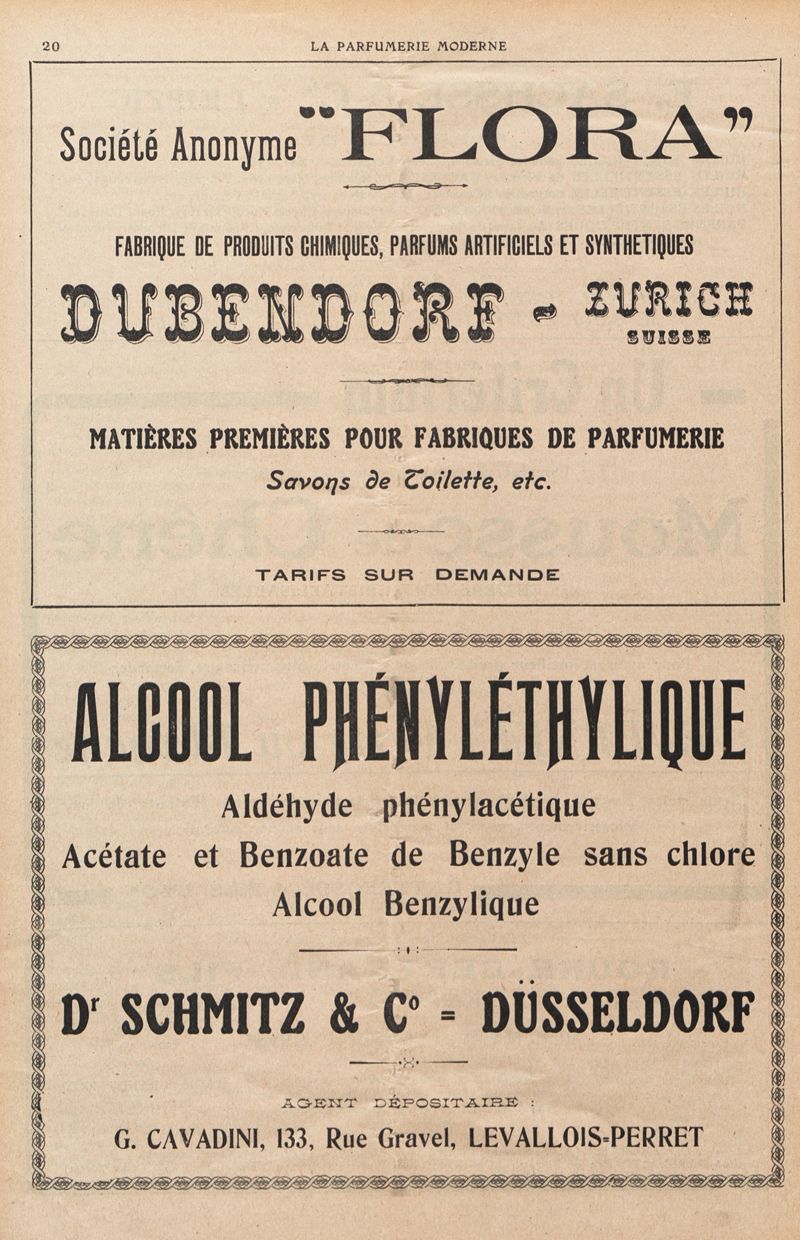 20
LA PARFUMERIE MODERNE
Société Anonyme "FLORA"
FABRIQUE DE PRODUITS CHIMIQUES, PARFUMS ARTIFICIELS ET SYNTHETIQUES
DUBENDORF - ZURICH
SUISSE
MATIÈRES PREMIÈRES POUR FABRIQUES DE PARFUMERIE
Savons de Toilette, etc.
TARIFS SUR DEMANDE
ALCOOL PHÉNYLÉTHYLIQUE
Aldéhyde phénylacétique
Acétate et Benzoate de Benzyle sans chlore
Alcool Benzylique
Dr SCHMITZ & Co = DÜSSELDORF
AGENT DÉPOSITAIRE :
G. CAVADINI, 133, Rue Gravel, LEVALLOIS=PERRET